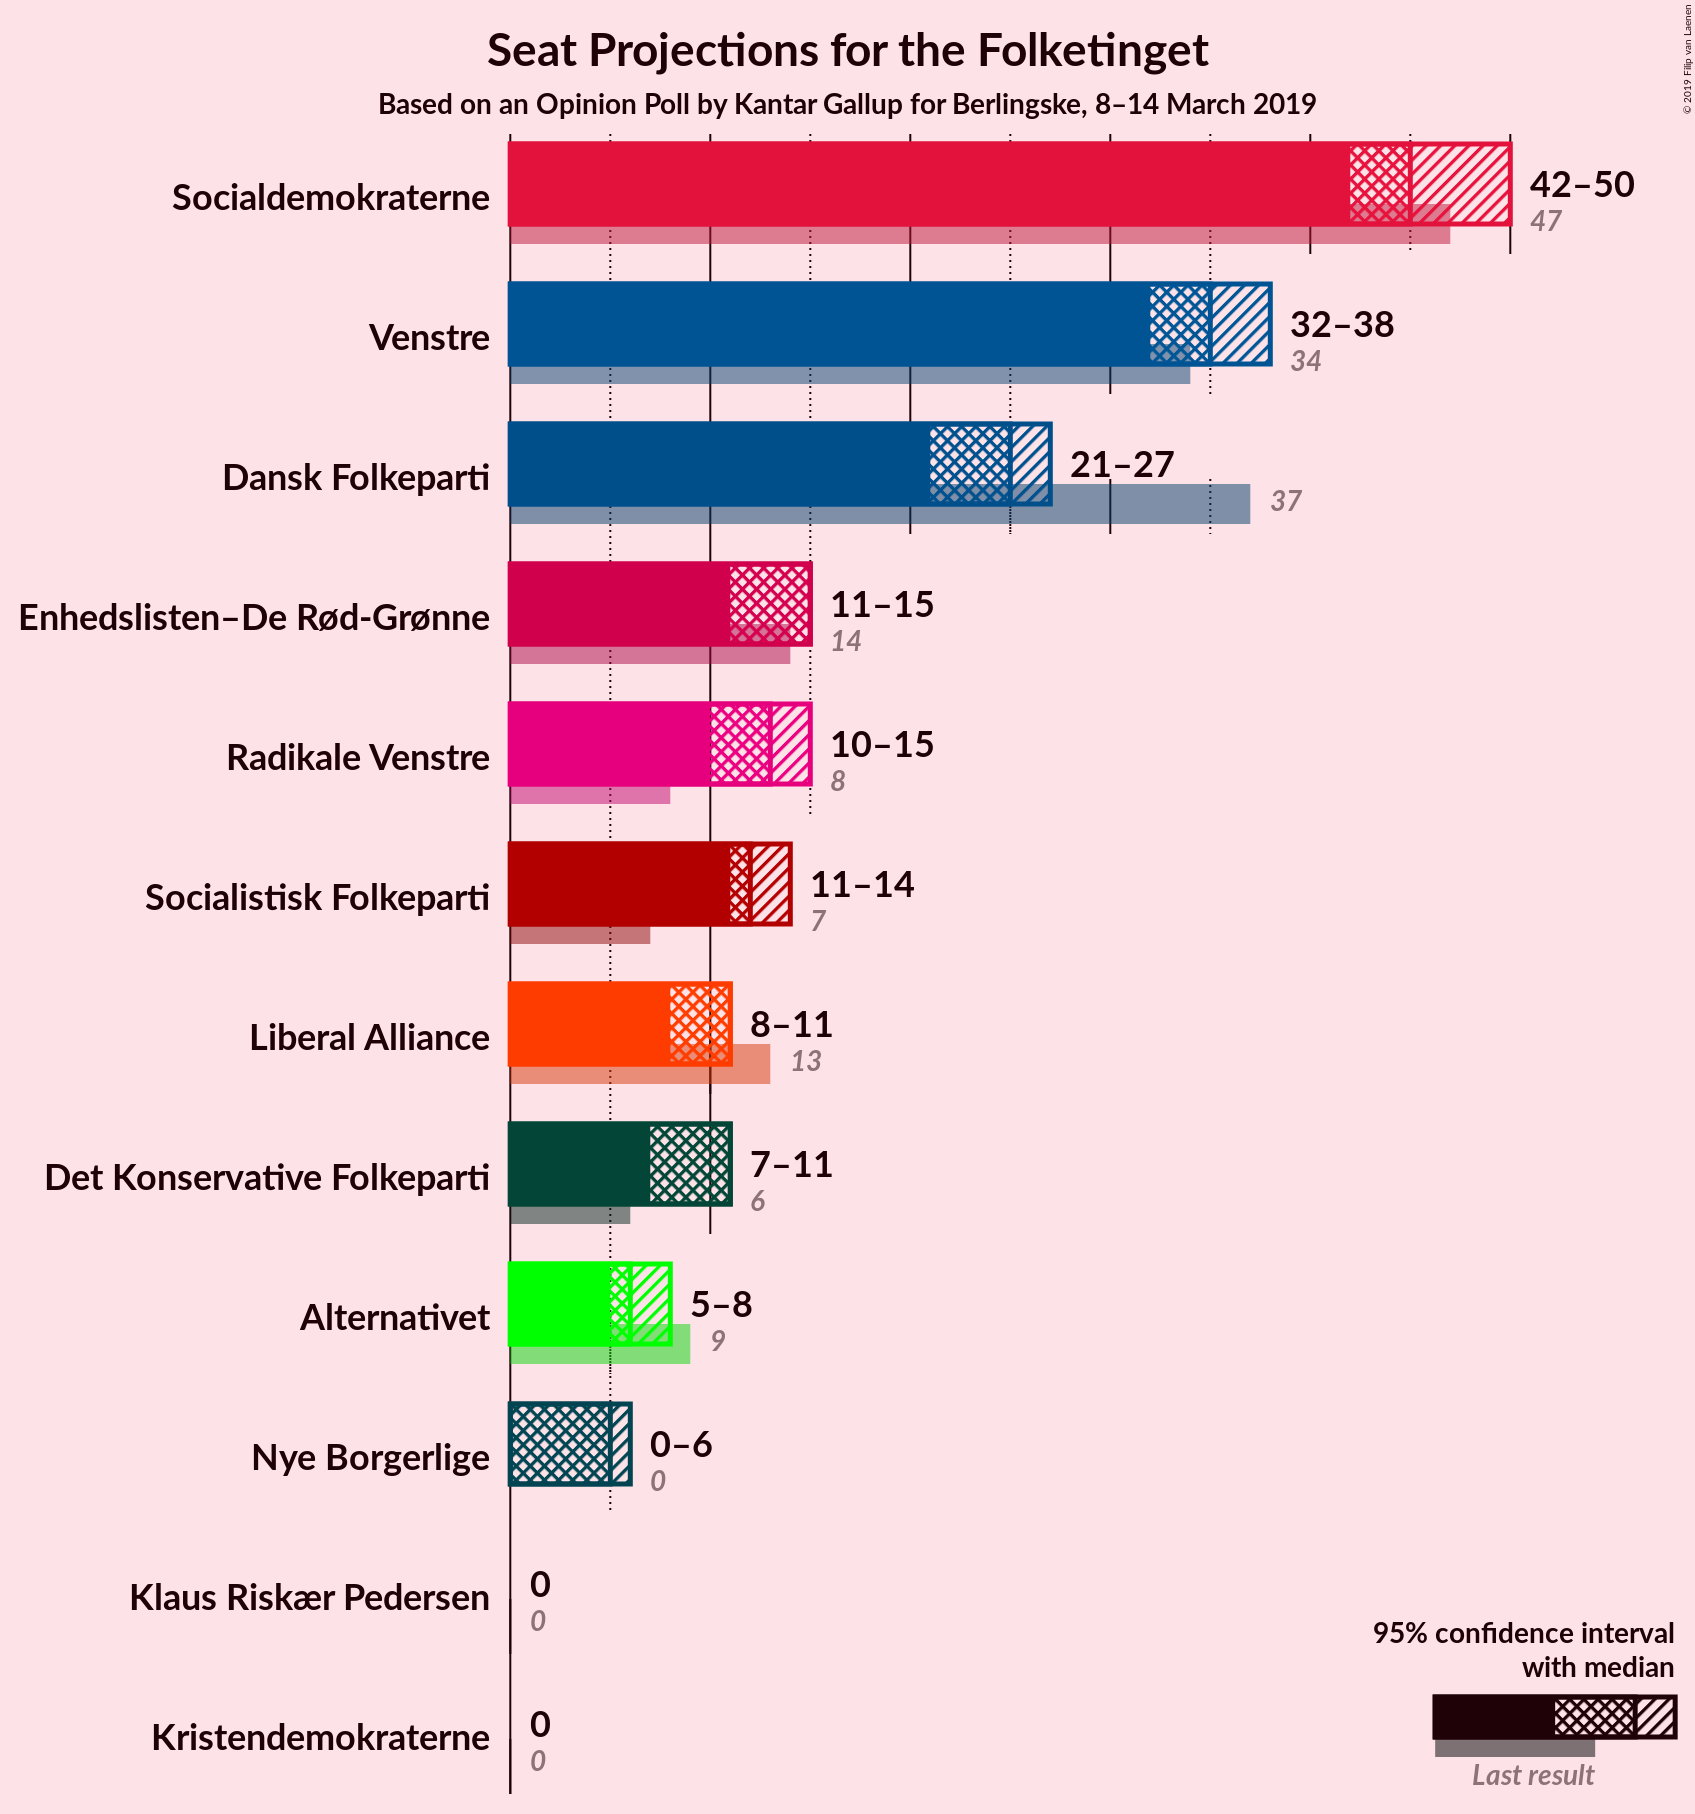 Seat Projections for the Folketinget
Based on an Opinion Poll by Kantar Gallup for Berlingske, 8–14 March 2019
© 2019 Filip van Laenen
Socialdemokraterne
42–50
47
Venstre
32–38
34
Dansk Folkeparti
21–27
37
Enhedslisten–De Rød-Grønne
11–15
14
Radikale Venstre
10–15
8
Socialistisk Folkeparti
11–14
7
Liberal Alliance
8–11
13
Det Konservative Folkeparti
7–11
6
Alternativet
5–8
9
Nye Borgerlige
0–6
0
Klaus Riskær Pedersen
0
0
Kristendemokraterne
0
0
95% confidence interval
with median
Last result